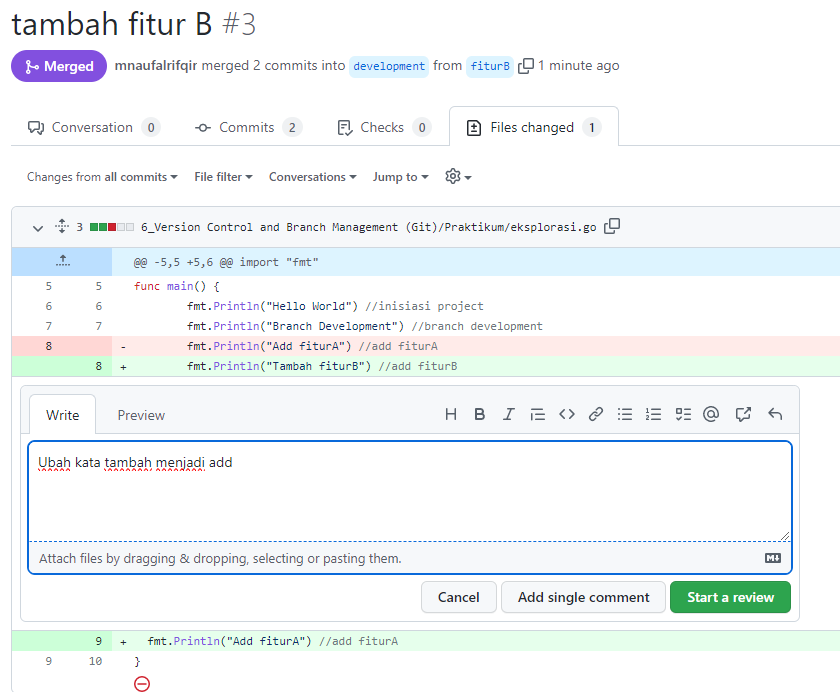 tambah fitur B #3
Merged mnaufalrifqir merged 2 commits into development from fiturB 1 minute ago
Conversation 0 Commits 2 Checks 0 Files changed 1
Changes from all commits File filter Conversations Jump to
3 6_Version Control and Branch Management (Git)/Praktikum/eksplorasi.go
@@ -5,5 +5,6 @@ import "fmt"
5 5 func main() {
6 6 fmt.Println("Hello World") //inisiasi project
7 7 fmt.Println("Branch Development") //branch development
8 - fmt.Println("Add fiturA") //add fiturA
8 + fmt.Println("Tambah fiturB") //add fiturB
Write Preview
Ubah kata tambah menjadi add
Attach files by dragging & dropping, selecting or pasting them.
Cancel Add single comment Start a review
9 + fmt.Println("Add fiturA") //add fiturA
9 10 }